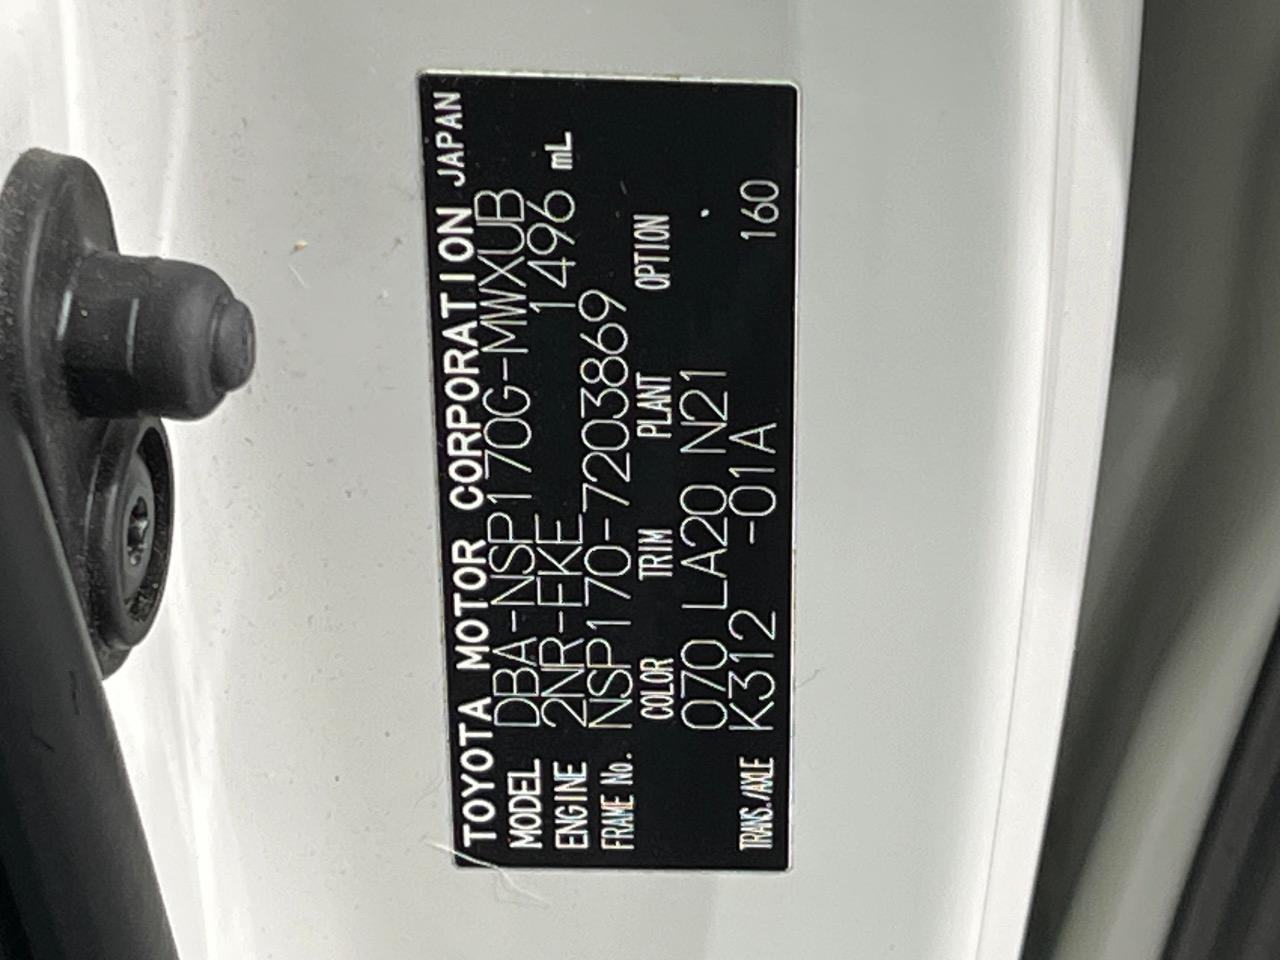 TOYOTA MOTOR CORPORATION JAPAN
MODEL DBA-NSP170G-MWXUB
ENGINE 2NR-FKE 1496 mL
FRAME No. NSP170-7203869
COLOR TRIM PLANT OPTION
070 LA20 N21
TRANS./AXLE K312 -01A 160